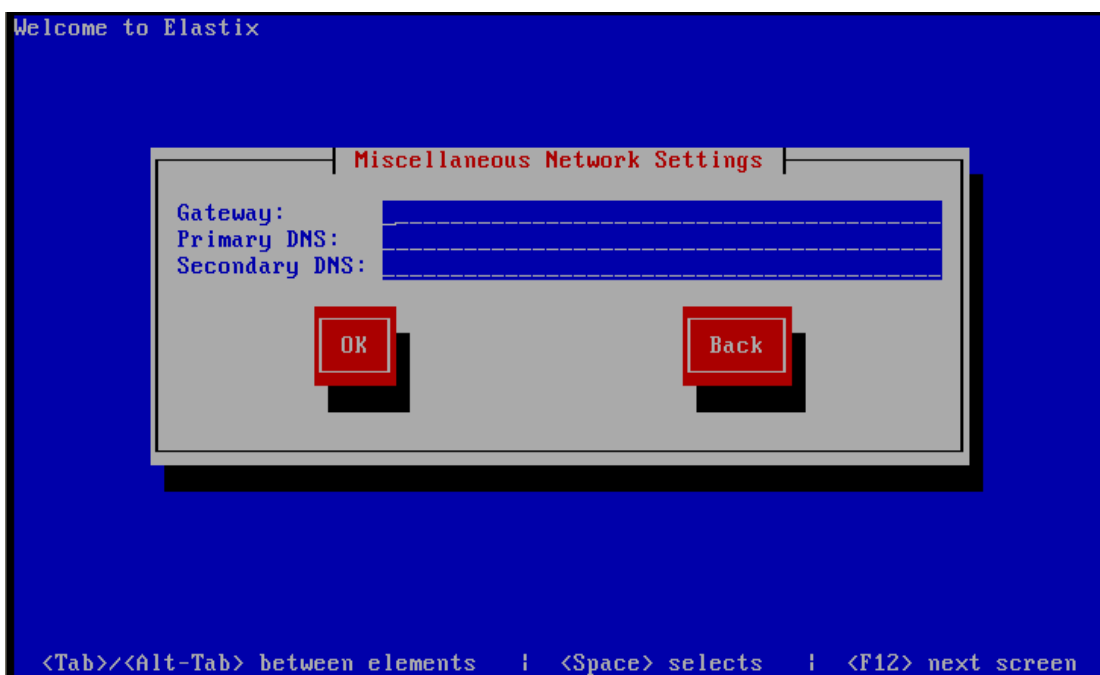 Welcome to Elastix
Miscellaneous Network Settings
Gateway:
Primary DNS:
Secondary DNS:
OK
Back
<Tab>/<Alt-Tab> between elements | <Space> selects | <F12> next screen